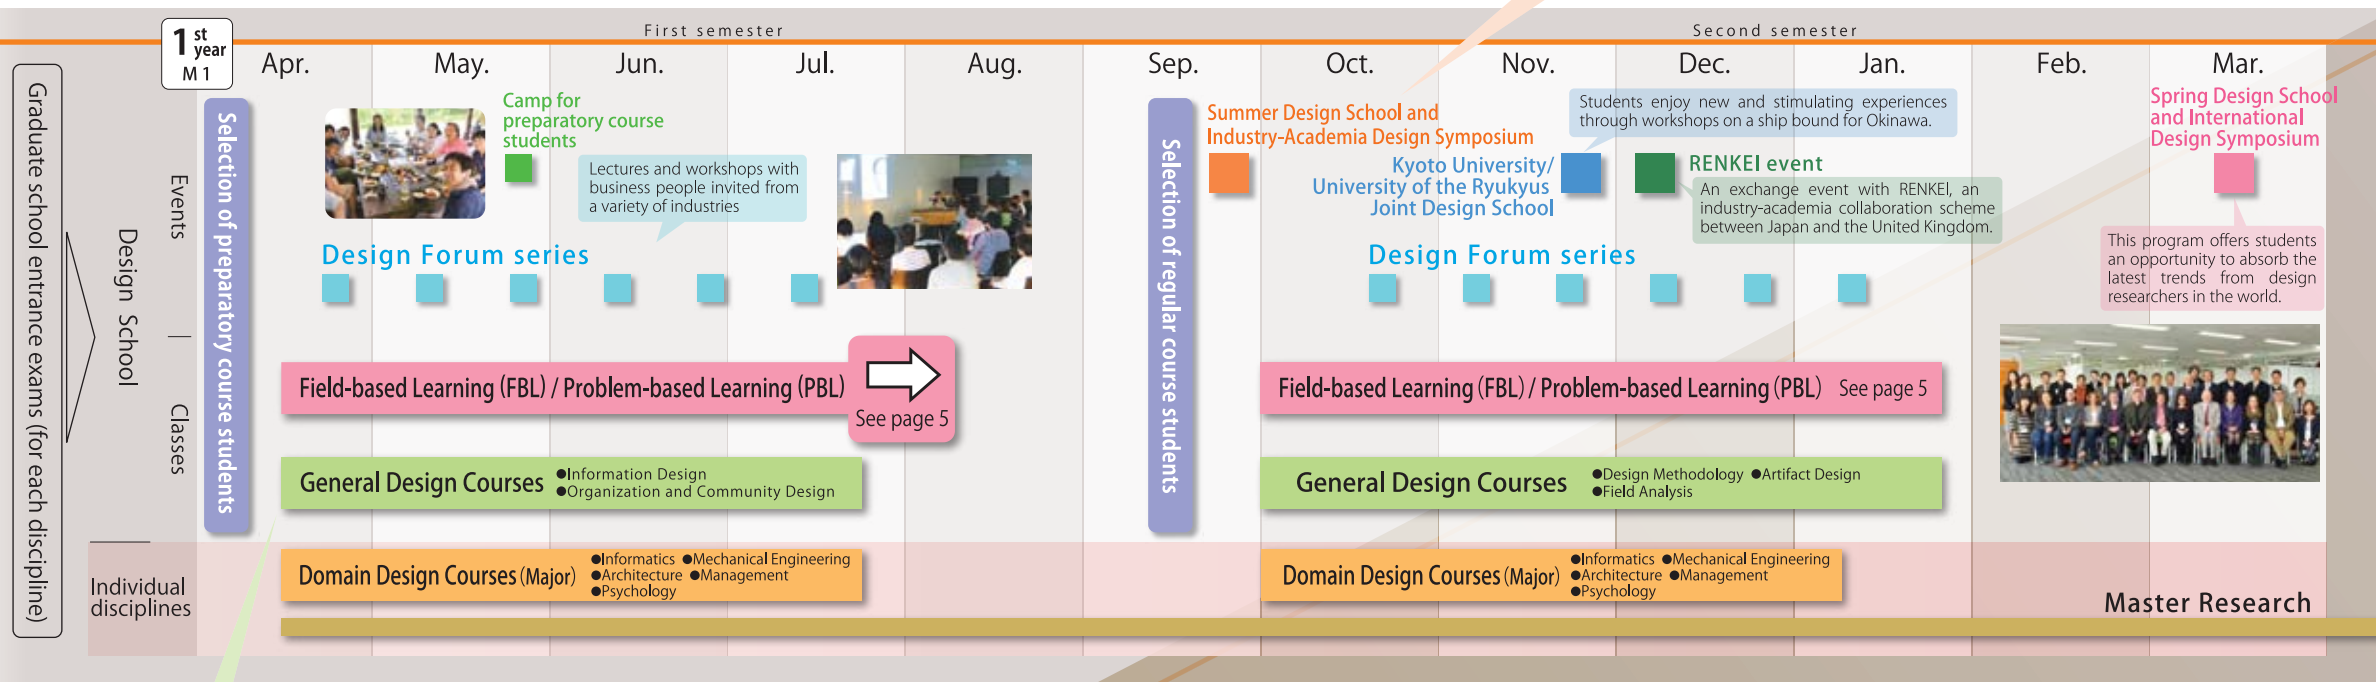 1 st year
M 1
First semester
Second semester
Apr.
May.
Jun.
Jul.
Aug.
Sep.
Oct.
Nov.
Dec.
Jan.
Feb.
Mar.
Graduate school entrance exams (for each discipline)
Design School
Events
Classes
Individual
disciplines
Selection of preparatory course students
Camp for
preparatory course
students
Lectures and workshops with
business people invited from
a variety of industries
Design Forum series
Field-based Learning (FBL) / Problem-based Learning (PBL)
See page 5
General Design Courses
●Information Design
●Organization and Community Design
Domain Design Courses (Major)
●Informatics ●Mechanical Engineering
●Architecture ●Management
●Psychology
Selection of regular course students
Summer Design School and
Industry-Academia Design Symposium
Students enjoy new and stimulating experiences
through workshops on a ship bound for Okinawa.
Kyoto University/
University of the Ryukyus
Joint Design School
RENKEI event
An exchange event with RENKEI, an
industry-academia collaboration scheme
between Japan and the United Kingdom.
Design Forum series
Spring Design School
and International
Design Symposium
This program offers students
an opportunity to absorb the
latest trends from design
researchers in the world.
Field-based Learning (FBL) / Problem-based Learning (PBL) See page 5
General Design Courses
●Design Methodology ●Artifact Design
●Field Analysis
Domain Design Courses (Major)
●Informatics ●Mechanical Engineering
●Architecture ●Management
●Psychology
Master Research